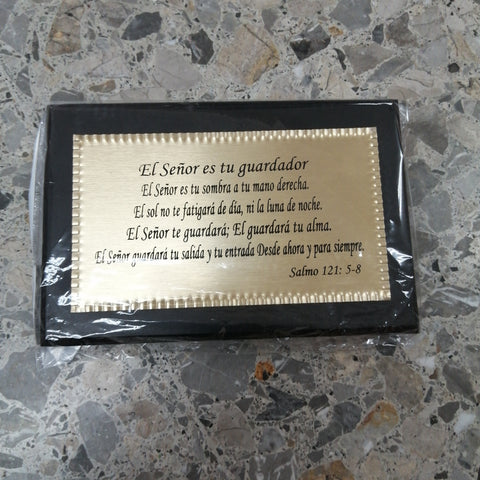 El Señor es tu guardador
El Señor es tu sombra a tu mano derecha.
El sol no te fatigará de día, ni la luna de noche.
El Señor te guardará; El guardará tu alma.
El Señor guardará tu salida y tu entrada Desde ahora y para siempre.
Salmo 121: 5-8